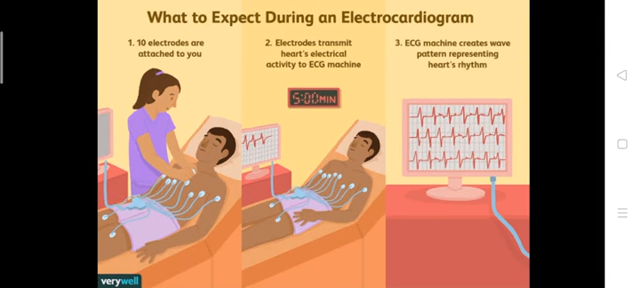 What to Expect During an Electrocardiogram
1. 10 electrodes are
attached to you
2. Electrodes transmit
heart's electrical
activity to ECG machine
3. ECG machine creates wave
pattern representing
heart's rhythm
5:00MIN
verywell